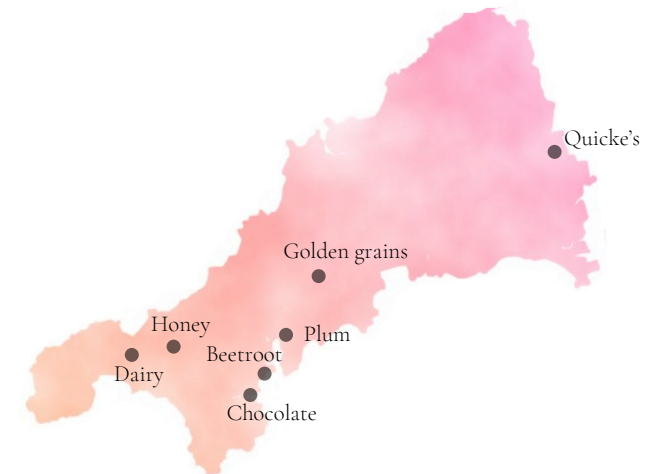 Quicke’s
Golden grains
Honey
Plum
Beetroot
Dairy
Chocolate